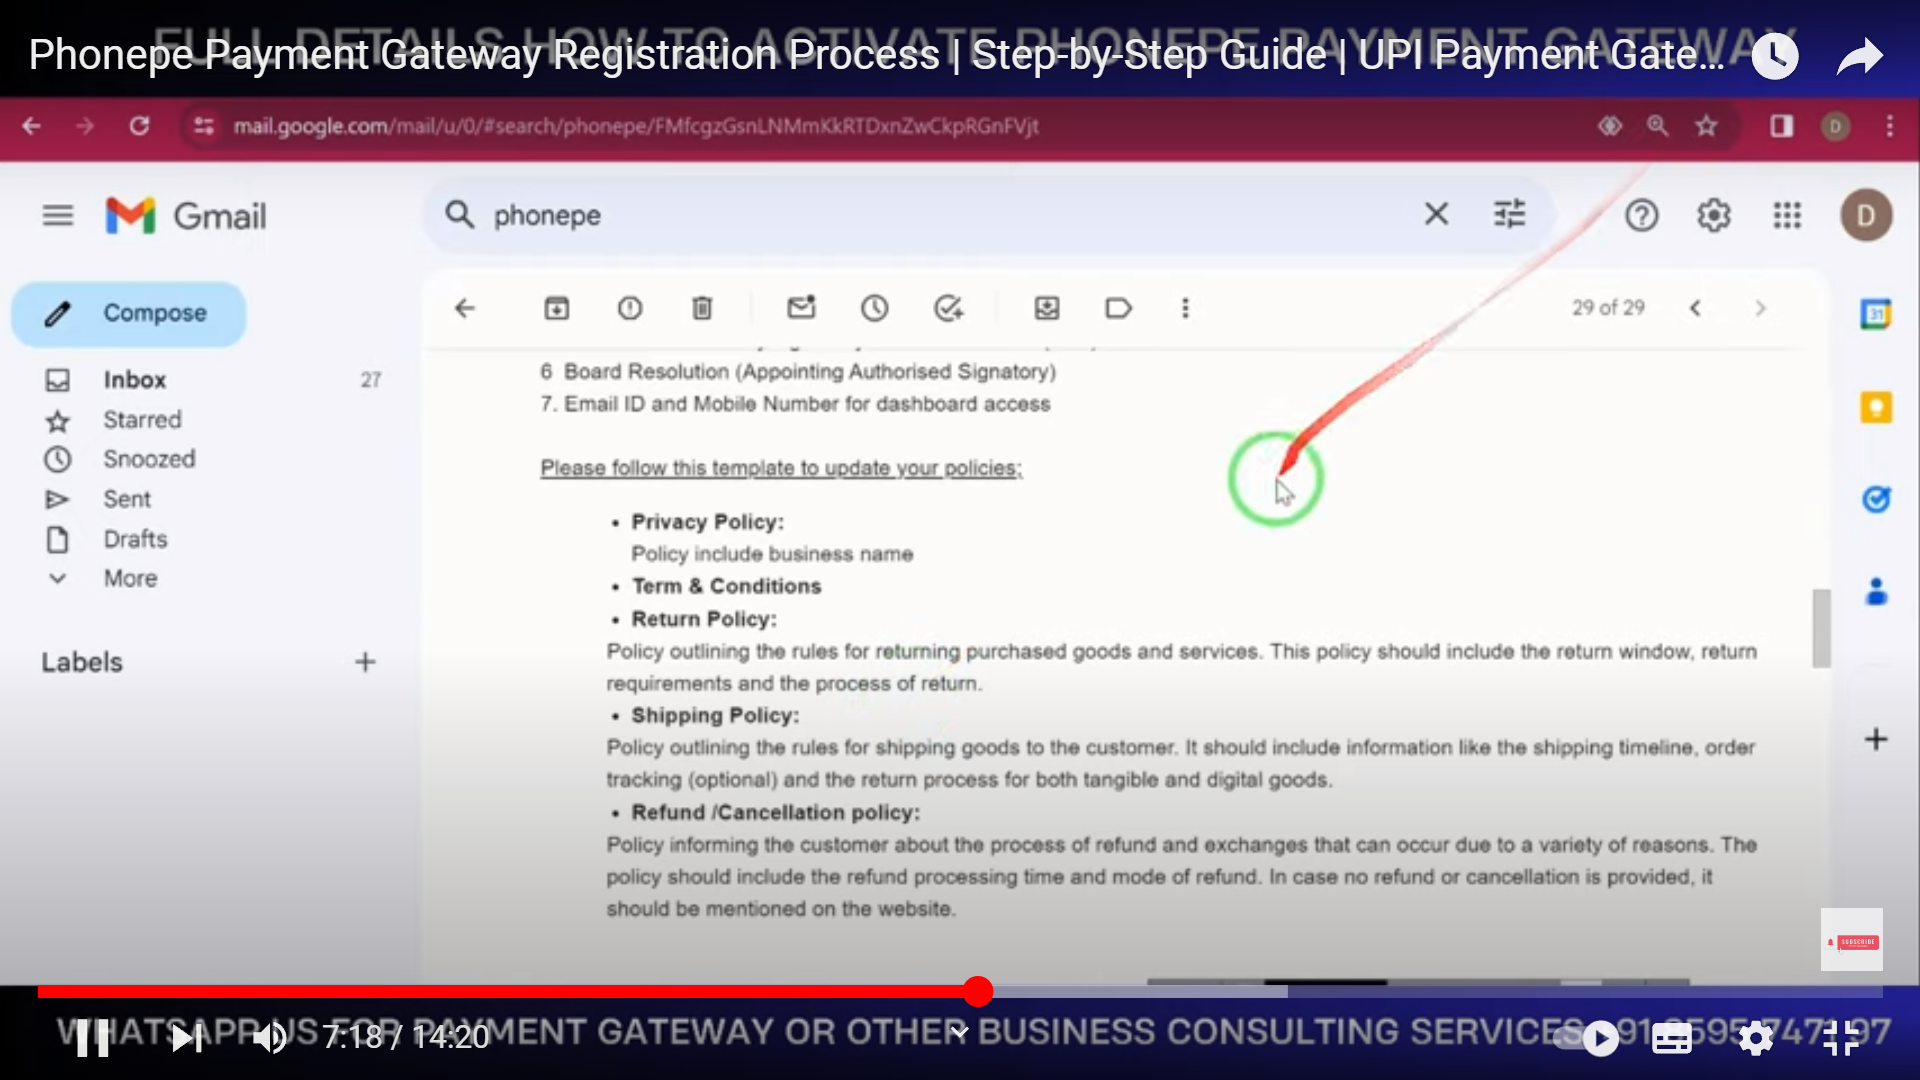 FULL DETAILS HOW TO ACTIVATE PHONEPE PAYMENT GATEWAY
Phonepe Payment Gateway Registration Process | Step-by-Step Guide | UPI Payment Gate...
mail.google.com/mail/u/0/#search/phonepe/FMfcgzGsnLNMmKkRTDxnZwCkpRGnFVjt
D
Gmail
phonepe
D
Compose
29 of 29
31
Inbox 27
Starred
Snoozed
Sent
Drafts
More
Labels
6 Board Resolution (Appointing Authorised Signatory)
7. Email ID and Mobile Number for dashboard access
Please follow this template to update your policies:
• Privacy Policy:
Policy include business name
• Term & Conditions
• Return Policy:
Policy outlining the rules for returning purchased goods and services. This policy should include the return window, return
requirements and the process of return.
• Shipping Policy:
Policy outlining the rules for shipping goods to the customer. It should include information like the shipping timeline, order
tracking (optional) and the return process for both tangible and digital goods.
• Refund /Cancellation policy:
Policy informing the customer about the process of refund and exchanges that can occur due to a variety of reasons. The
policy should include the refund processing time and mode of refund. In case no refund or cancellation is provided, it
should be mentioned on the website.
SUBSCRIBE
WHATSAPP US FOR PAYMENT GATEWAY OR OTHER BUSINESS CONSULTING SERVICES
7:18 / 14:20